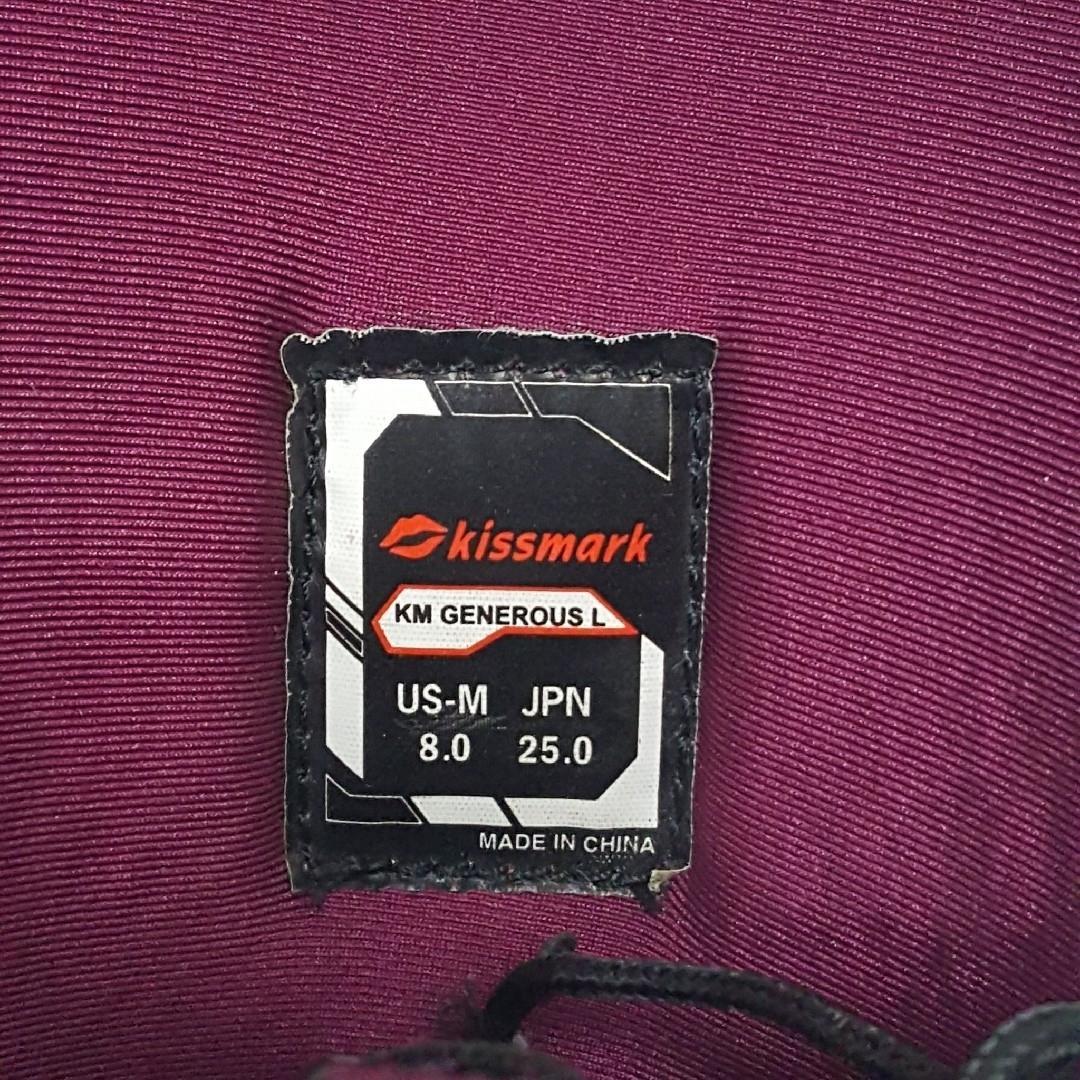 kissmark
KM GENEROUS L
US-M JPN
8.0 25.0
MADE IN CHINA